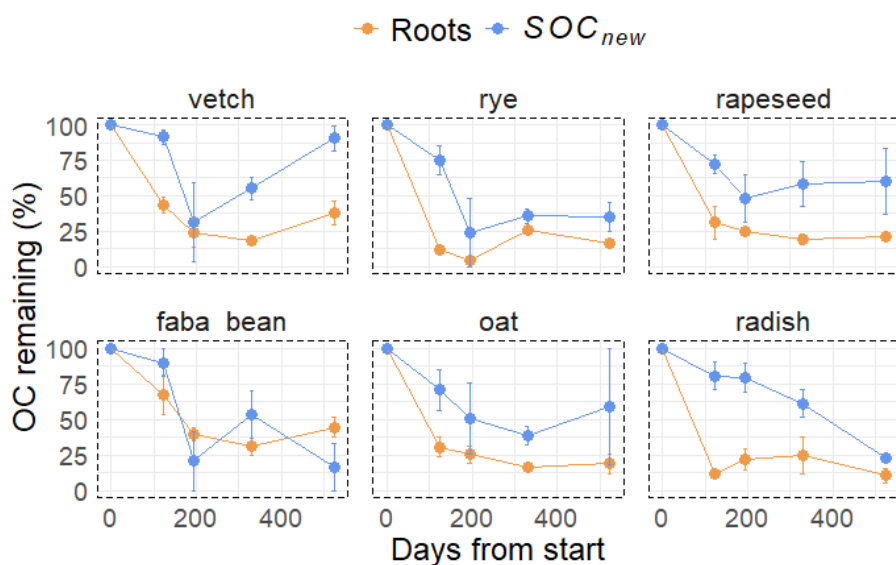 Roots SOC_new
vetch rye rapeseed
100
75
50
25
0
OC remaining (%)
faba bean oat radish
100
75
50
25
0
0 200 400 0 200 400 0 200 400
Days from start